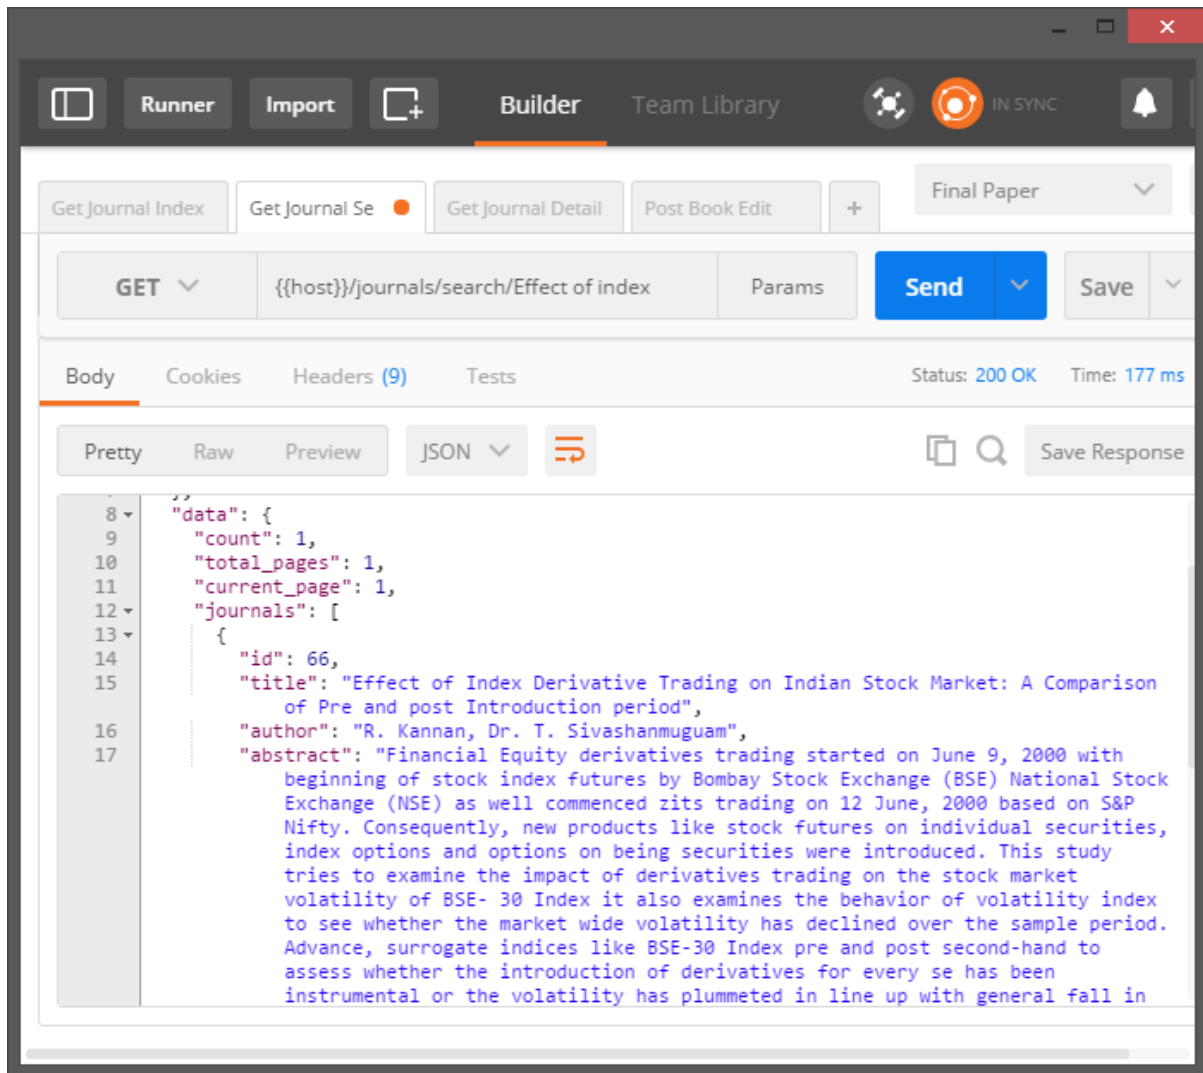 Runner Import Builder Team Library IN SYNC
Get Journal Index Get Journal Se Get Journal Detail Post Book Edit + Final Paper
GET {{host}}/journals/search/Effect of index Params Send Save
Body Cookies Headers (9) Tests Status: 200 OK Time: 177 ms
Pretty Raw Preview JSON Save Response
8 "data": {
9 "count": 1,
10 "total_pages": 1,
11 "current_page": 1,
12 "journals": [
13 {
14 "id": 66,
15 "title": "Effect of Index Derivative Trading on Indian Stock Market: A Comparison
of Pre and post Introduction period",
16 "author": "R. Kannan, Dr. T. Sivashanmuguam",
17 "abstract": "Financial Equity derivatives trading started on June 9, 2000 with
beginning of stock index futures by Bombay Stock Exchange (BSE) National Stock
Exchange (NSE) as well commenced zits trading on 12 June, 2000 based on S&P
Nifty. Consequently, new products like stock futures on individual securities,
index options and options on being securities were introduced. This study
tries to examine the impact of derivatives trading on the stock market
volatility of BSE- 30 Index it also examines the behavior of volatility index
to see whether the market wide volatility has declined over the sample period.
Advance, surrogate indices like BSE-30 Index pre and post second-hand to
assess whether the introduction of derivatives for every se has been
instrumental or the volatility has plummeted in line up with general fall in